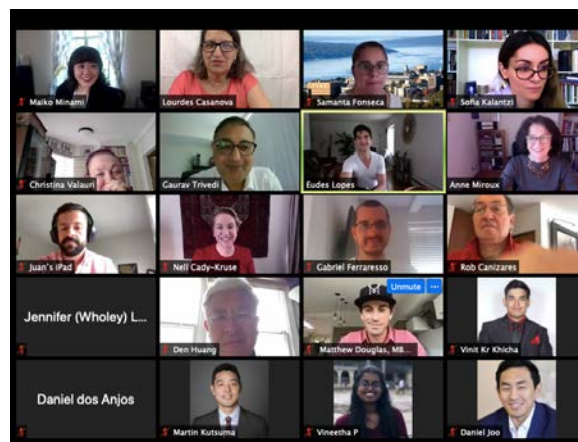 Maiko Minami
Lourdes Casanova
Samanta Fonseca
Sofia Kalantzi
Christina Valauri
Gaurav Trivedi
Eudes Lopes
Anne Miroux
Juan's iPad
Nell Cady-Kruse
Gabriel Ferraresso
Rob Canizares
Jennifer (Wholey) L...
Den Huang
Unmute ...
Matthew Douglas, MB...
Vinit Kr Khicha
Daniel dos Anjos
Martin Kutsuma
Vineetha P
Daniel Joo